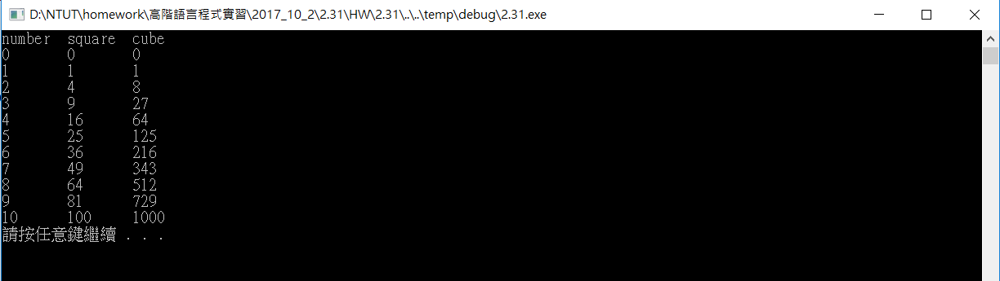 D:\NTUT\homework\高階語言程式實習\2017_10_2\2.31\HW\2.31\..\..\temp\debug\2.31.exe
number square cube
0 0 0
1 1 1
2 4 8
3 9 27
4 16 64
5 25 125
6 36 216
7 49 343
8 64 512
9 81 729
10 100 1000
請按任意鍵繼續 . . .